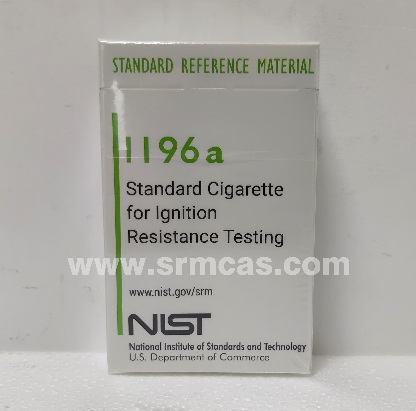 STANDARD REFERENCE MATERIAL
1196a
Standard Cigarette
for Ignition
Resistance Testing
www.srmcas.com
www.nist.gov/srm
NIST
National Institute of Standards and Technology
U.S. Department of Commerce